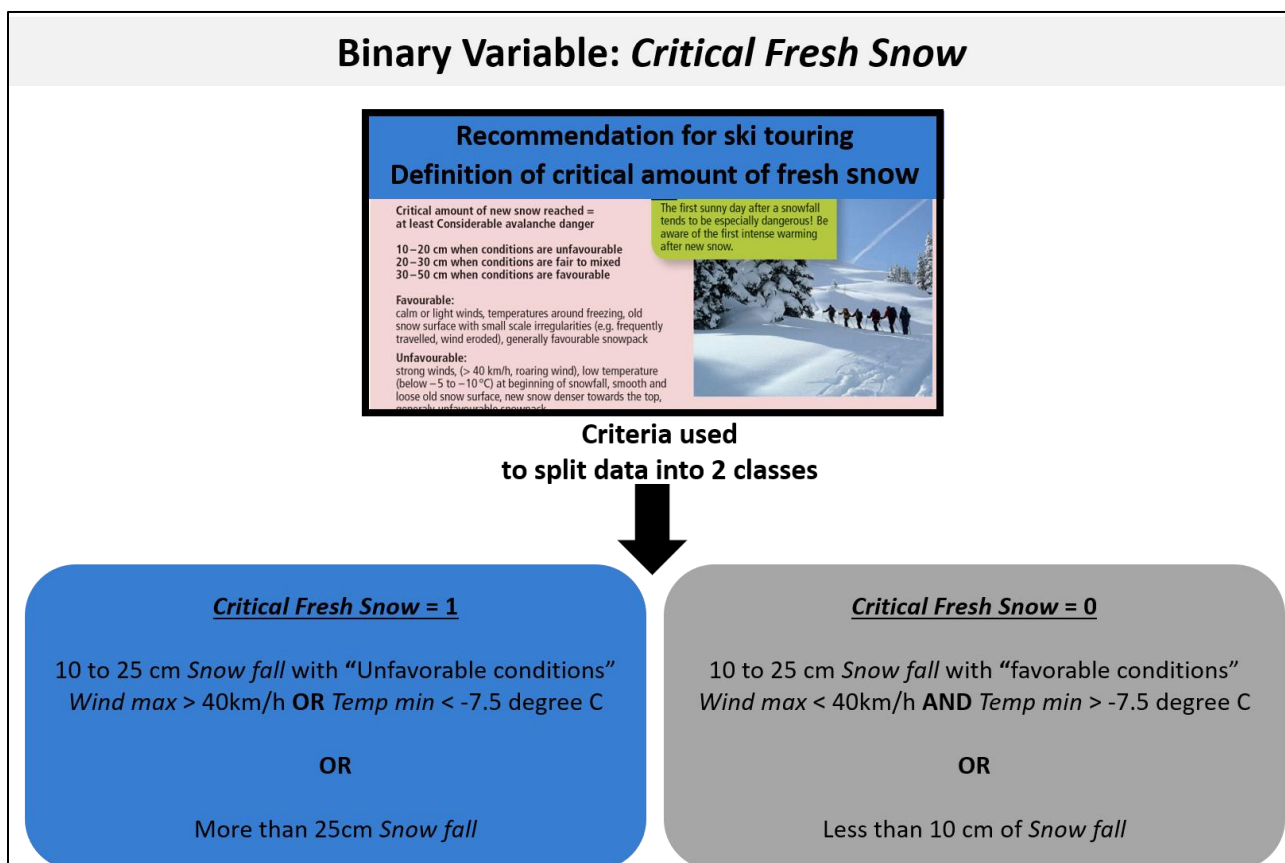 Binary Variable: Critical Fresh Snow
Recommendation for ski touring
Definition of critical amount of fresh snow
Critical amount of new snow reached =
at least Considerable avalanche danger
10–20 cm when conditions are unfavourable
20–30 cm when conditions are fair to mixed
30–50 cm when conditions are favourable
Favourable:
calm or light winds, temperatures around freezing, old
snow surface with small scale irregularities (e.g. frequently
travelled, wind eroded), generally favourable snowpack
Unfavourable:
strong winds, (> 40 km/h, roaring wind), low temperature
(below –5 to –10 °C) at beginning of snowfall, smooth and
loose old snow surface, new snow denser towards the top,
generaly unfavourable snowpack
The first sunny day after a snowfall
tends to be especially dangerous! Be
aware of the first intense warming
after new snow.
Criteria used
to split data into 2 classes
Critical Fresh Snow = 1
10 to 25 cm Snow fall with “Unfavorable conditions”
Wind max > 40km/h OR Temp min < -7.5 degree C
OR
More than 25cm Snow fall
Critical Fresh Snow = 0
10 to 25 cm Snow fall with “favorable conditions”
Wind max < 40km/h AND Temp min > -7.5 degree C
OR
Less than 10 cm of Snow fall